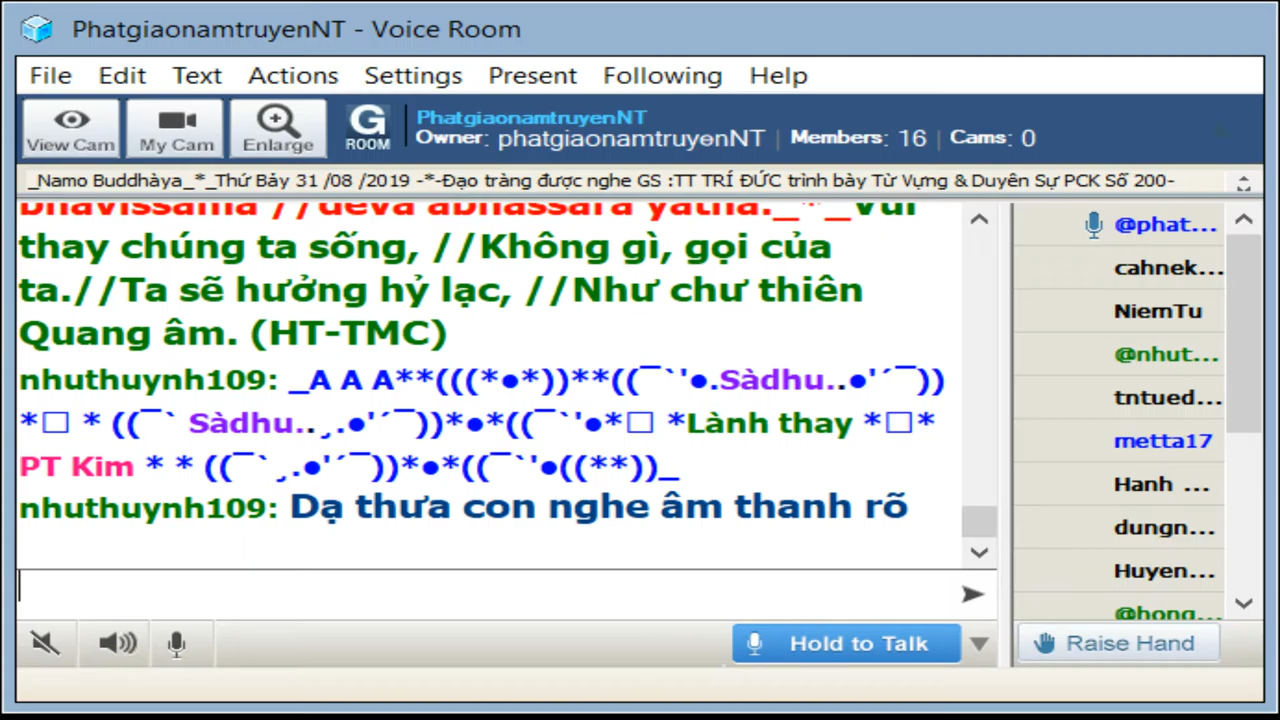 PhatgiaonamtruyenNT - Voice Room
File Edit Text Actions Settings Present Following Help
View Cam My Cam Enlarge G ROOM
PhatgiaonamtruyenNT
Owner: phatgiaonamtruyenNT | Members: 16 | Cams: 0
_Namo Buddhàya_*_Thứ Bảy 31 /08 /2019 -*-Đạo tràng được nghe GS :TT TRÍ ĐỨC trình bày Từ Vựng & Duyên Sự PCK Số 200-
//devā yathā._*_Vui
thay chúng ta sống, //Không gì, gọi của
ta.//Ta sẽ hưởng hỷ lạc, //Như chư thiên
Quang âm. (HT-TMC)
nhuthuynh109: _A A A**(((*●*))**((¯`'●.Sàdhu..●'´¯))
*□ * ((¯` Sàdhu..¸.●'´¯))*●*((¯`'●*□ *Lành thay *□*
PT Kim * * ((¯`¸.●'´¯))*●*((¯`'●((**))_
nhuthuynh109: Dạ thưa con nghe âm thanh rõ
@phat...
cahnek...
NiemTu
@nhut...
tntued...
metta17
Hanh ...
dungn...
Huyen...
@hong...
Hold to Talk
Raise Hand